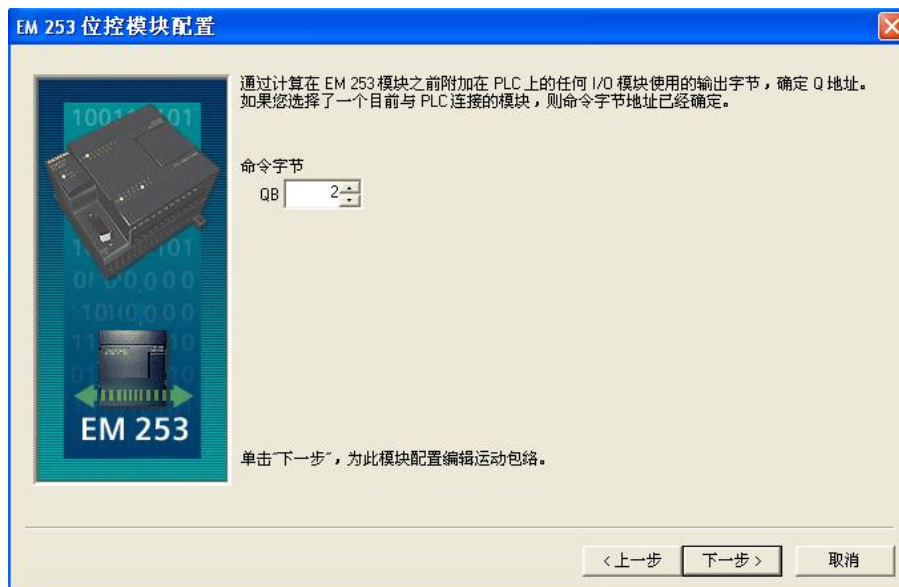 EM 253 位控模块配置
通过计算在 EM 253 模块之前附加在 PLC 上的任何 I/O 模块使用的输出字节，确定 Q 地址。
如果您选择了一个目前与 PLC 连接的模块，则命令字节地址已经确定。
命令字节
QB 2
EM 253
单击"下一步"，为此模块配置编辑运动包络。
<上一步 下一步> 取消